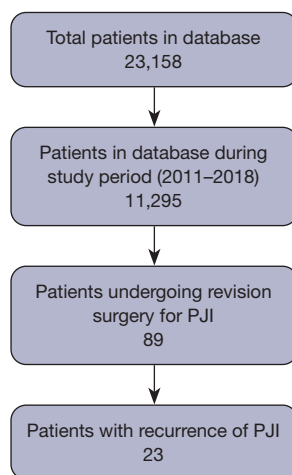 Total patients in database
23,158
Patients in database during
study period (2011–2018)
11,295
Patients undergoing revision
surgery for PJI
89
Patients with recurrence of PJI
23